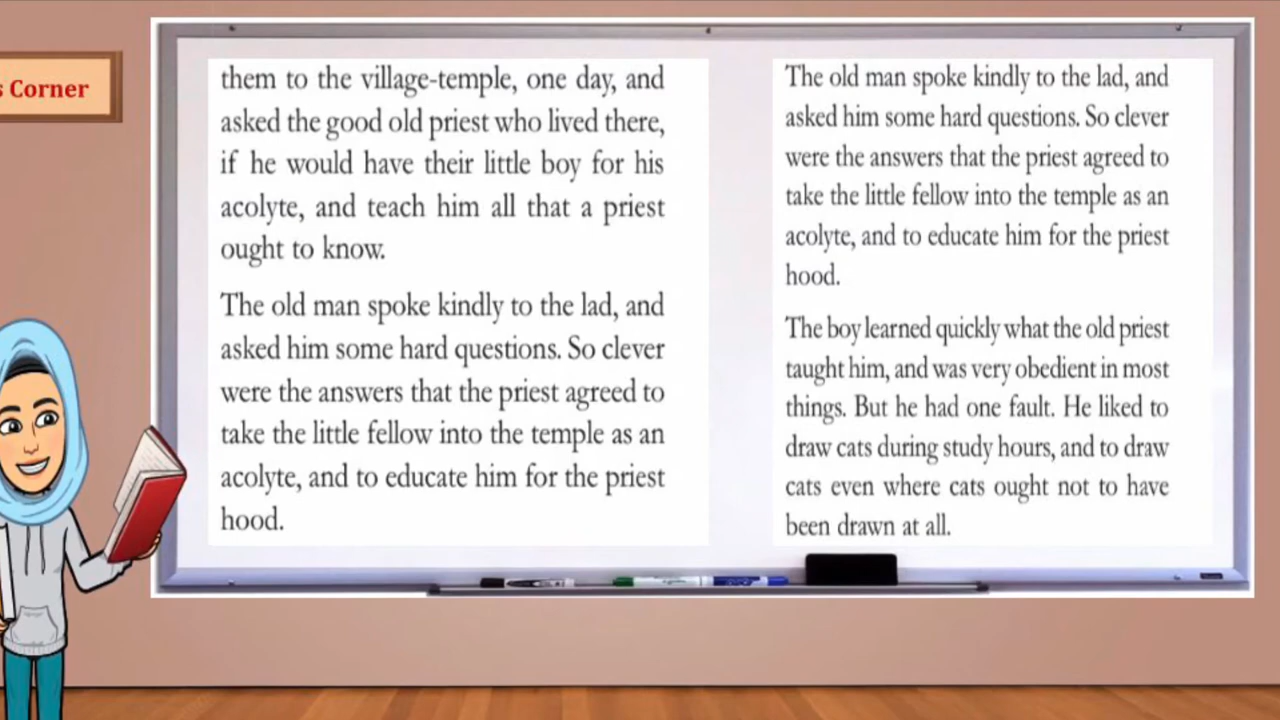 s Corner
them to the village-temple, one day, and
asked the good old priest who lived there,
if he would have their little boy for his
acolyte, and teach him all that a priest
ought to know.
The old man spoke kindly to the lad, and
asked him some hard questions. So clever
were the answers that the priest agreed to
take the little fellow into the temple as an
acolyte, and to educate him for the priest
hood.
The old man spoke kindly to the lad, and
asked him some hard questions. So clever
were the answers that the priest agreed to
take the little fellow into the temple as an
acolyte, and to educate him for the priest
hood.
The boy learned quickly what the old priest
taught him, and was very obedient in most
things. But he had one fault. He liked to
draw cats during study hours, and to draw
cats even where cats ought not to have
been drawn at all.